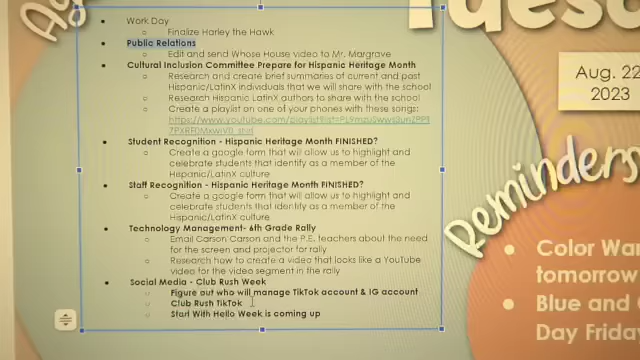 Ag
Tuesd
Work Day
Finalize Harley the Hawk
Public Relations
Edit and send Whose House video to Mr. Margrave
Cultural Inclusion Committee Prepare for Hispanic Heritage Month
Research and create brief summaries of current and past
Hispanic/LatinX individuals that we will share with the school
Research Hispanic LatinX authors to share with the school
Create a playlist on one of your phones with these songs:
Student Recognition - Hispanic Heritage Month FINISHED?
Create a google form that will allow us to highlight and
celebrate students that identify as a member of the
Hispanic/LatinX culture
Staff Recognition - Hispanic Heritage Month FINISHED?
Create a google form that will allow us to highlight and
celebrate students that identify as a member of the
Hispanic/LatinX culture
Technology Management- 6th Grade Rally
Email Carson Carson and the P.E. teachers about the need
for the screen and projector for rally
Research how to create a video that looks like a YouTube
video for the video segment in the rally
Social Media - Club Rush Week
Figure out who will manage TikTok account & IG account
Club Rush TikTok
Start With Hello Week is coming up
Aug. 22
2023
Reminders
Color War
tomorrow
Blue and
Day Friday